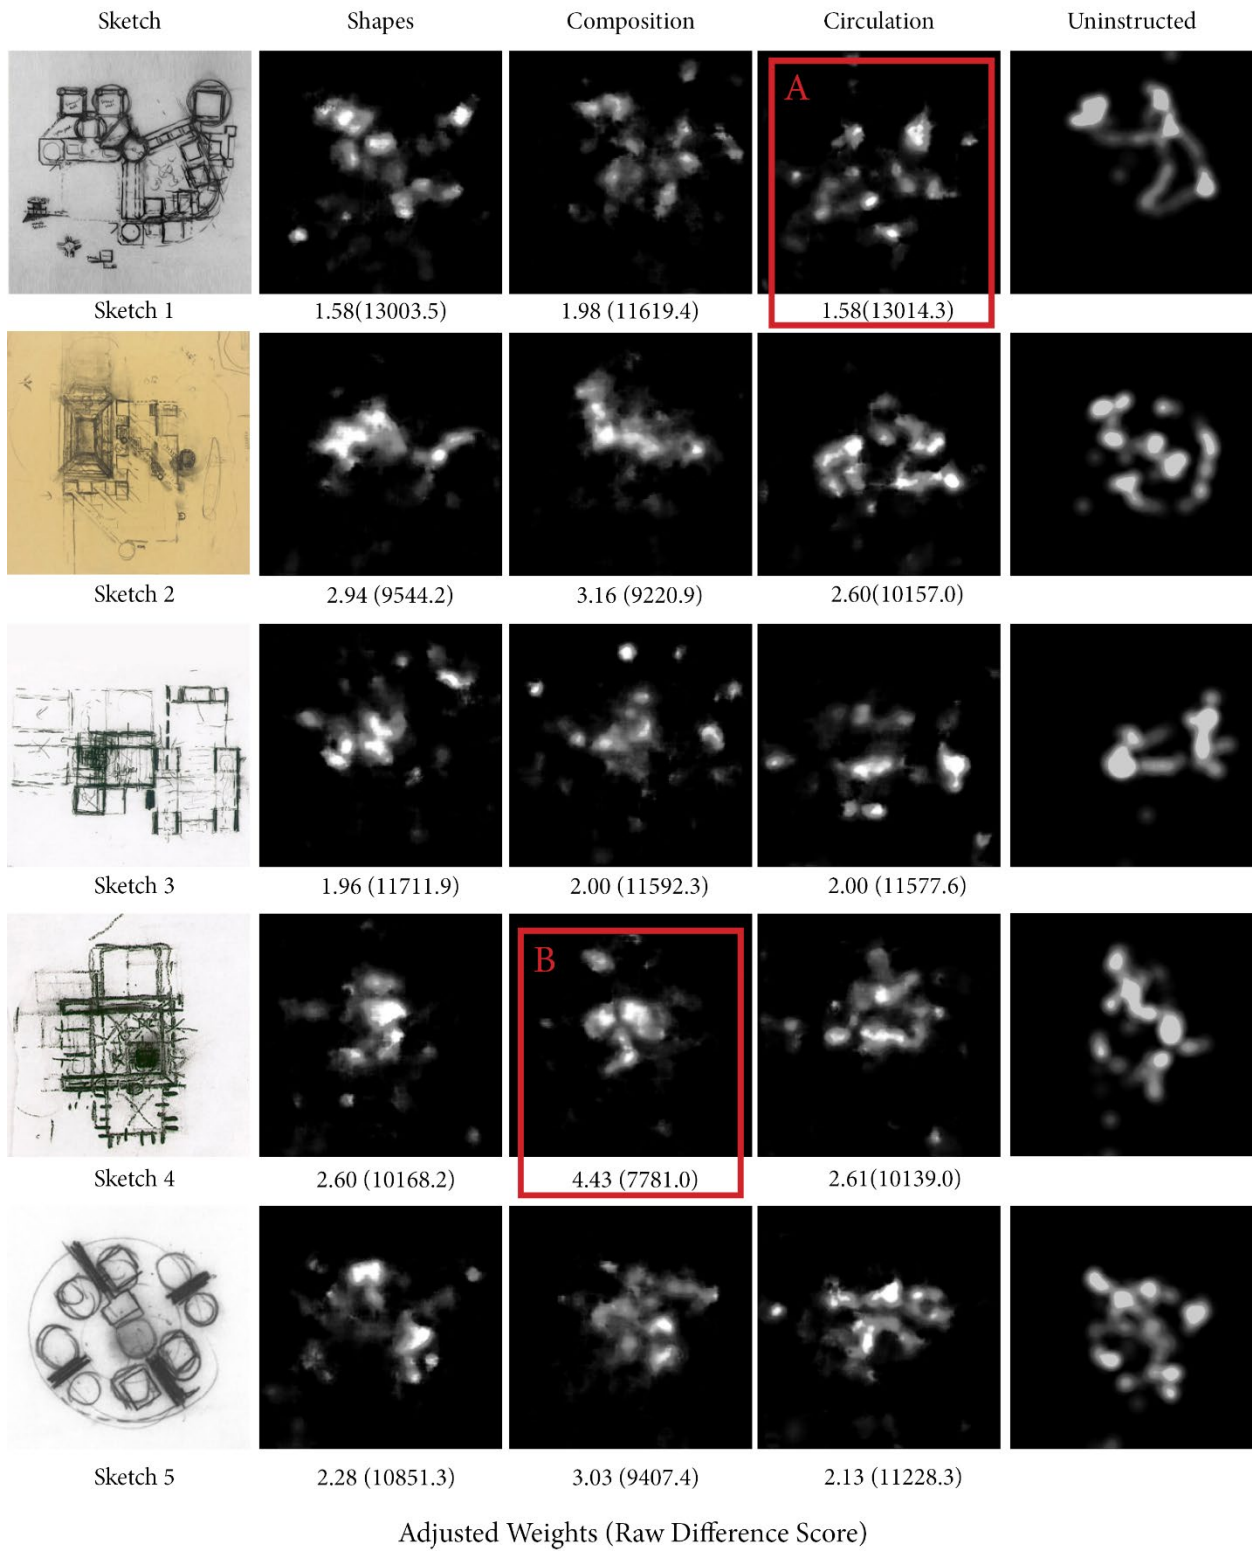 Sketch Shapes Composition Circulation Uninstructed
A
Sketch 1 1.58(13003.5) 1.98 (11619.4) 1.58(13014.3)
Sketch 2 2.94 (9544.2) 3.16 (9220.9) 2.60(10157.0)
Sketch 3 1.96 (11711.9) 2.00 (11592.3) 2.00 (11577.6)
B
Sketch 4 2.60 (10168.2) 4.43 (7781.0) 2.61(10139.0)
Sketch 5 2.28 (10851.3) 3.03 (9407.4) 2.13 (11228.3)
Adjusted Weights (Raw Difference Score)